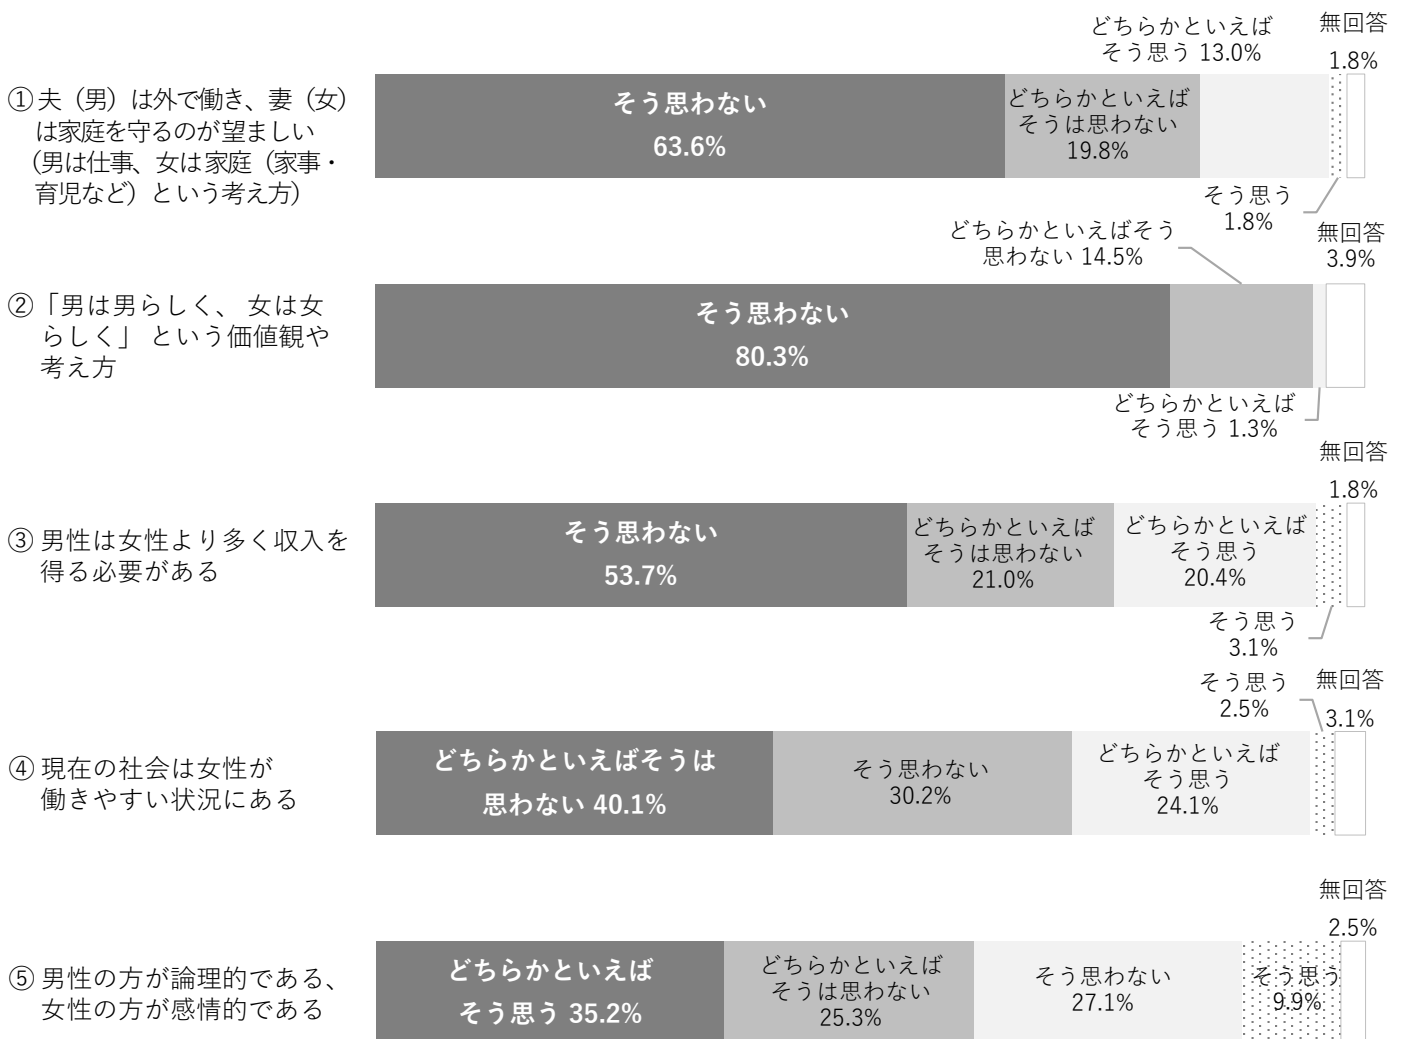 どちらかといえば
そう思う 13.0%
無回答
1.8%
①夫（男）は外で働き、妻（女）
は家庭を守るのが望ましい
（男は仕事、女は家庭（家事・
育児など）という考え方）
そう思わない
63.6%
どちらかといえば
そうは思わない
19.8%
そう思う
1.8%
どちらかといえばそう
思わない 14.5%
無回答
3.9%
②「男は男らしく、 女は女
らしく」 という価値観や
考え方
そう思わない
80.3%
どちらかといえば
そう思う 1.3%
無回答
1.8%
③ 男性は女性より多く収入を
得る必要がある
そう思わない
53.7%
どちらかといえば
そうは思わない
21.0%
どちらかといえば
そう思う
20.4%
そう思う
3.1%
そう思う
2.5%
無回答
3.1%
④ 現在の社会は女性が
働きやすい状況にある
どちらかといえばそうは
思わない 40.1%
そう思わない
30.2%
どちらかといえば
そう思う
24.1%
無回答
2.5%
⑤ 男性の方が論理的である、
女性の方が感情的である
どちらかといえば
そう思う 35.2%
どちらかといえば
そうは思わない
25.3%
そう思わない
27.1%
そう思う
9.9%